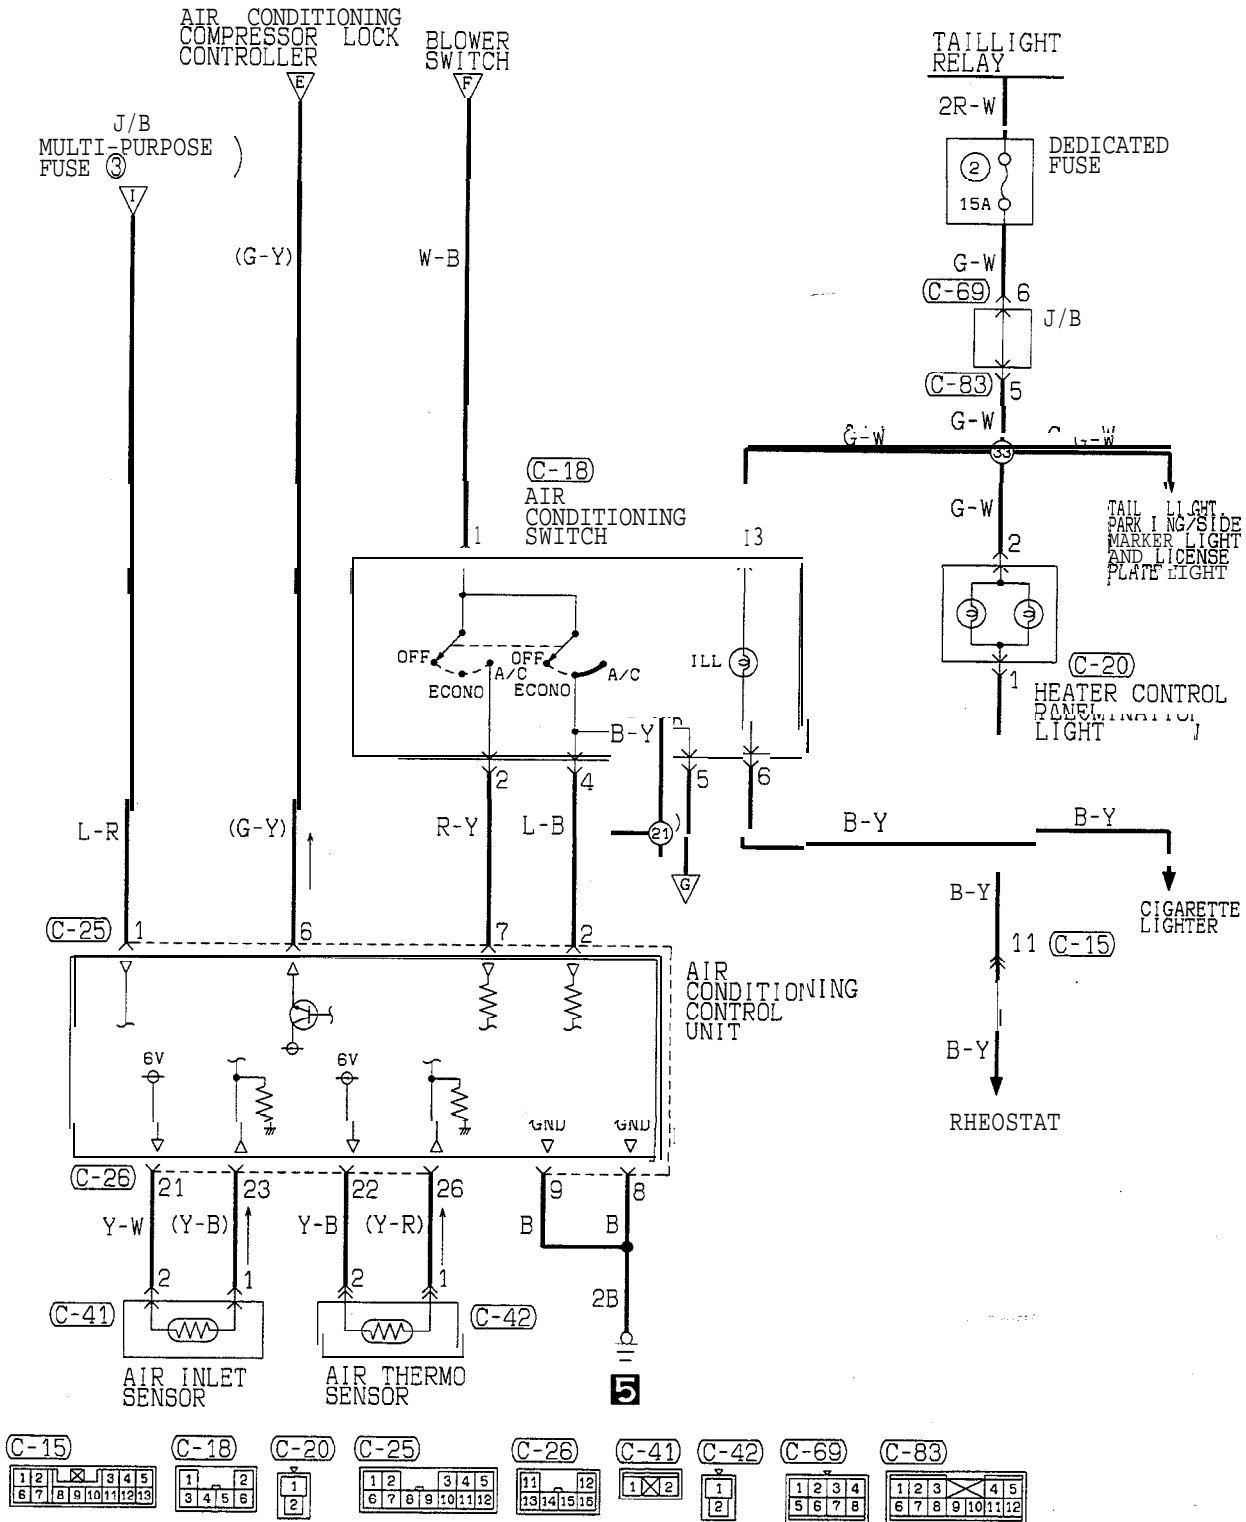 AIR CONDITIONING
COMPRESSOR LOCK
CONTROLLER
E
BLOWER
SWITCH
F
TAILLIGHT
RELAY
2R-W
J/B
MULTI-PURPOSE )
FUSE ③
I
DEDICATED
FUSE
2
15A
(G-Y)
W-B
G-W
C-69 6
J/B
C-83 5
G-W
G-W
G-W
33
C-18
AIR
CONDITIONING
SWITCH
1
13
G-W
2
TAIL LIGHT,
PARKING/SIDE
MARKER LIGHT
AND LICENSE
PLATE LIGHT
OFF
A/C
ECONO
OFF
A/C
ECONO
ILL
C-20
1
HEATER CONTROL
LIGHT
B-Y
2
4
5
6
L-R
(G-Y)
R-Y
L-B
21
)
B-Y
B-Y
G
B-Y
CIGARETTE
LIGHTER
C-25
1
6
7
2
11 C-15
AIR
CONDITIONING
CONTROL
UNIT
6V
6V
B-Y
GND
GND
RHEOSTAT
C-26
21
23
22
26
9
8
Y-W
(Y-B)
Y-B
(Y-R)
B
B
2
1
2
1
2B
C-41
C-42
AIR INLET
SENSOR
AIR THERMO
SENSOR
5
C-15
C-18
C-20
C-25
C-26
C-41
C-42
C-69
C-83
1 2 3 4 5
6 7 8 9 10 11 12 13
1 2
3 4 5 6
1
2
1 2 3 4 5
6 7 8 9 10 11 12
11 12
13 14 15 16
1 2
1
2
1 2 3 4
5 6 7 8
1 2 3 4 5
6 7 8 9 10 11 12